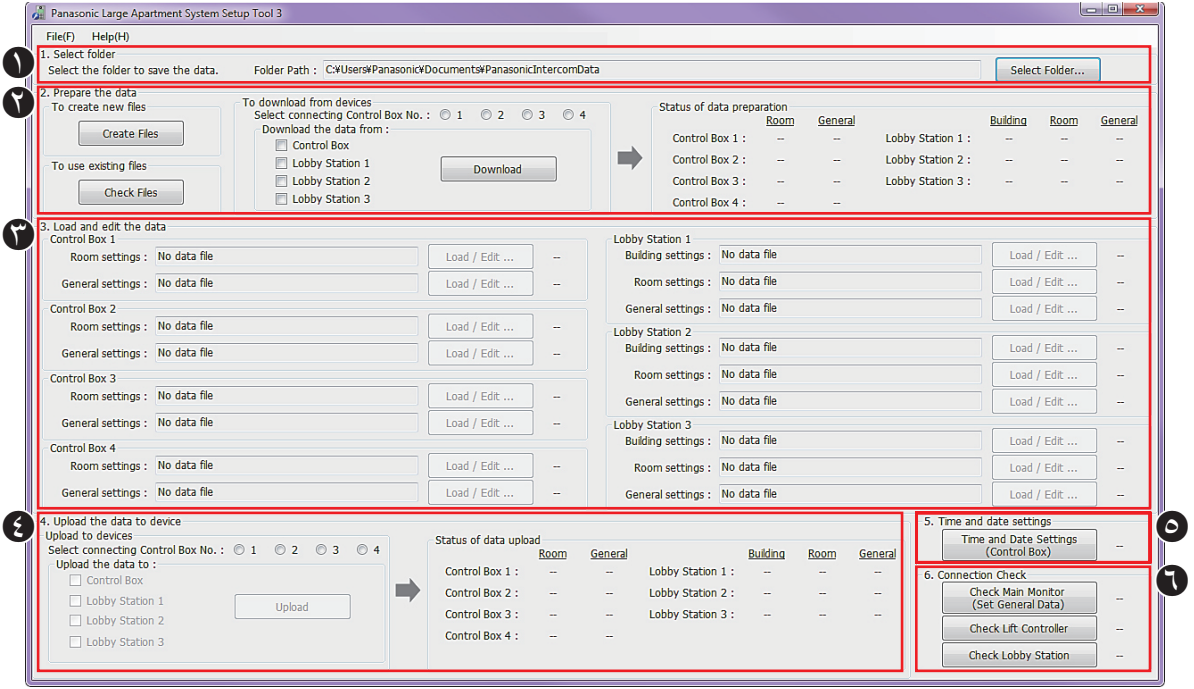 Panasonic Large Apartment System Setup Tool 3
File(F) Help(H)
١
1. Select folder
Select the folder to save the data. Folder Path : C:¥Users¥Panasonic¥Documents¥PanasonicIntercomData Select Folder...
٢
2. Prepare the data
To create new files
Create Files
To use existing files
Check Files
To download from devices
Select connecting Control Box No. : 1 2 3 4
Download the data from :
Control Box
Lobby Station 1
Lobby Station 2
Lobby Station 3
Download
Status of data preparation
Room General Building Room General
Control Box 1 : -- -- Lobby Station 1 : -- -- --
Control Box 2 : -- -- Lobby Station 2 : -- -- --
Control Box 3 : -- -- Lobby Station 3 : -- -- --
Control Box 4 : -- --
٣
3. Load and edit the data
Control Box 1
Room settings : No data file Load / Edit ... --
General settings : No data file Load / Edit ... --
Control Box 2
Room settings : No data file Load / Edit ... --
General settings : No data file Load / Edit ... --
Control Box 3
Room settings : No data file Load / Edit ... --
General settings : No data file Load / Edit ... --
Control Box 4
Room settings : No data file Load / Edit ... --
General settings : No data file Load / Edit ... --
Lobby Station 1
Building settings : No data file Load / Edit ... --
Room settings : No data file Load / Edit ... --
General settings : No data file Load / Edit ... --
Lobby Station 2
Building settings : No data file Load / Edit ... --
Room settings : No data file Load / Edit ... --
General settings : No data file Load / Edit ... --
Lobby Station 3
Building settings : No data file Load / Edit ... --
Room settings : No data file Load / Edit ... --
General settings : No data file Load / Edit ... --
٤
4. Upload the data to device
Upload to devices
Select connecting Control Box No. : 1 2 3 4
Upload the data to :
Control Box
Lobby Station 1
Lobby Station 2
Lobby Station 3
Upload
Status of data upload
Room General Building Room General
Control Box 1 : -- -- Lobby Station 1 : -- -- --
Control Box 2 : -- -- Lobby Station 2 : -- -- --
Control Box 3 : -- -- Lobby Station 3 : -- -- --
Control Box 4 : -- --
٥
5. Time and date settings
Time and Date Settings
(Control Box) --
٦
6. Connection Check
Check Main Monitor
(Set General Data) --
Check Lift Controller --
Check Lobby Station --